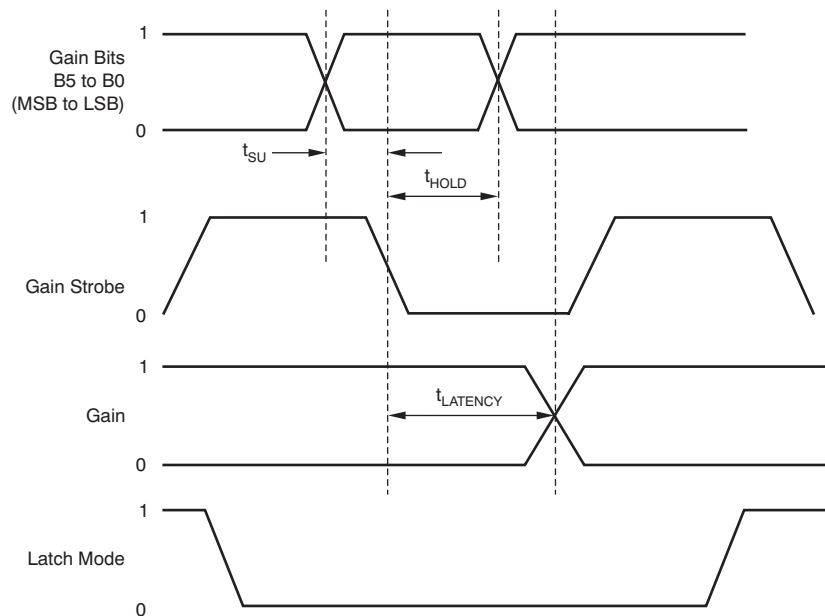 Gain Bits
B5 to B0
(MSB to LSB)
1
0
tSU
tHOLD
Gain Strobe
1
0
Gain
1
0
tLATENCY
Latch Mode
1
0